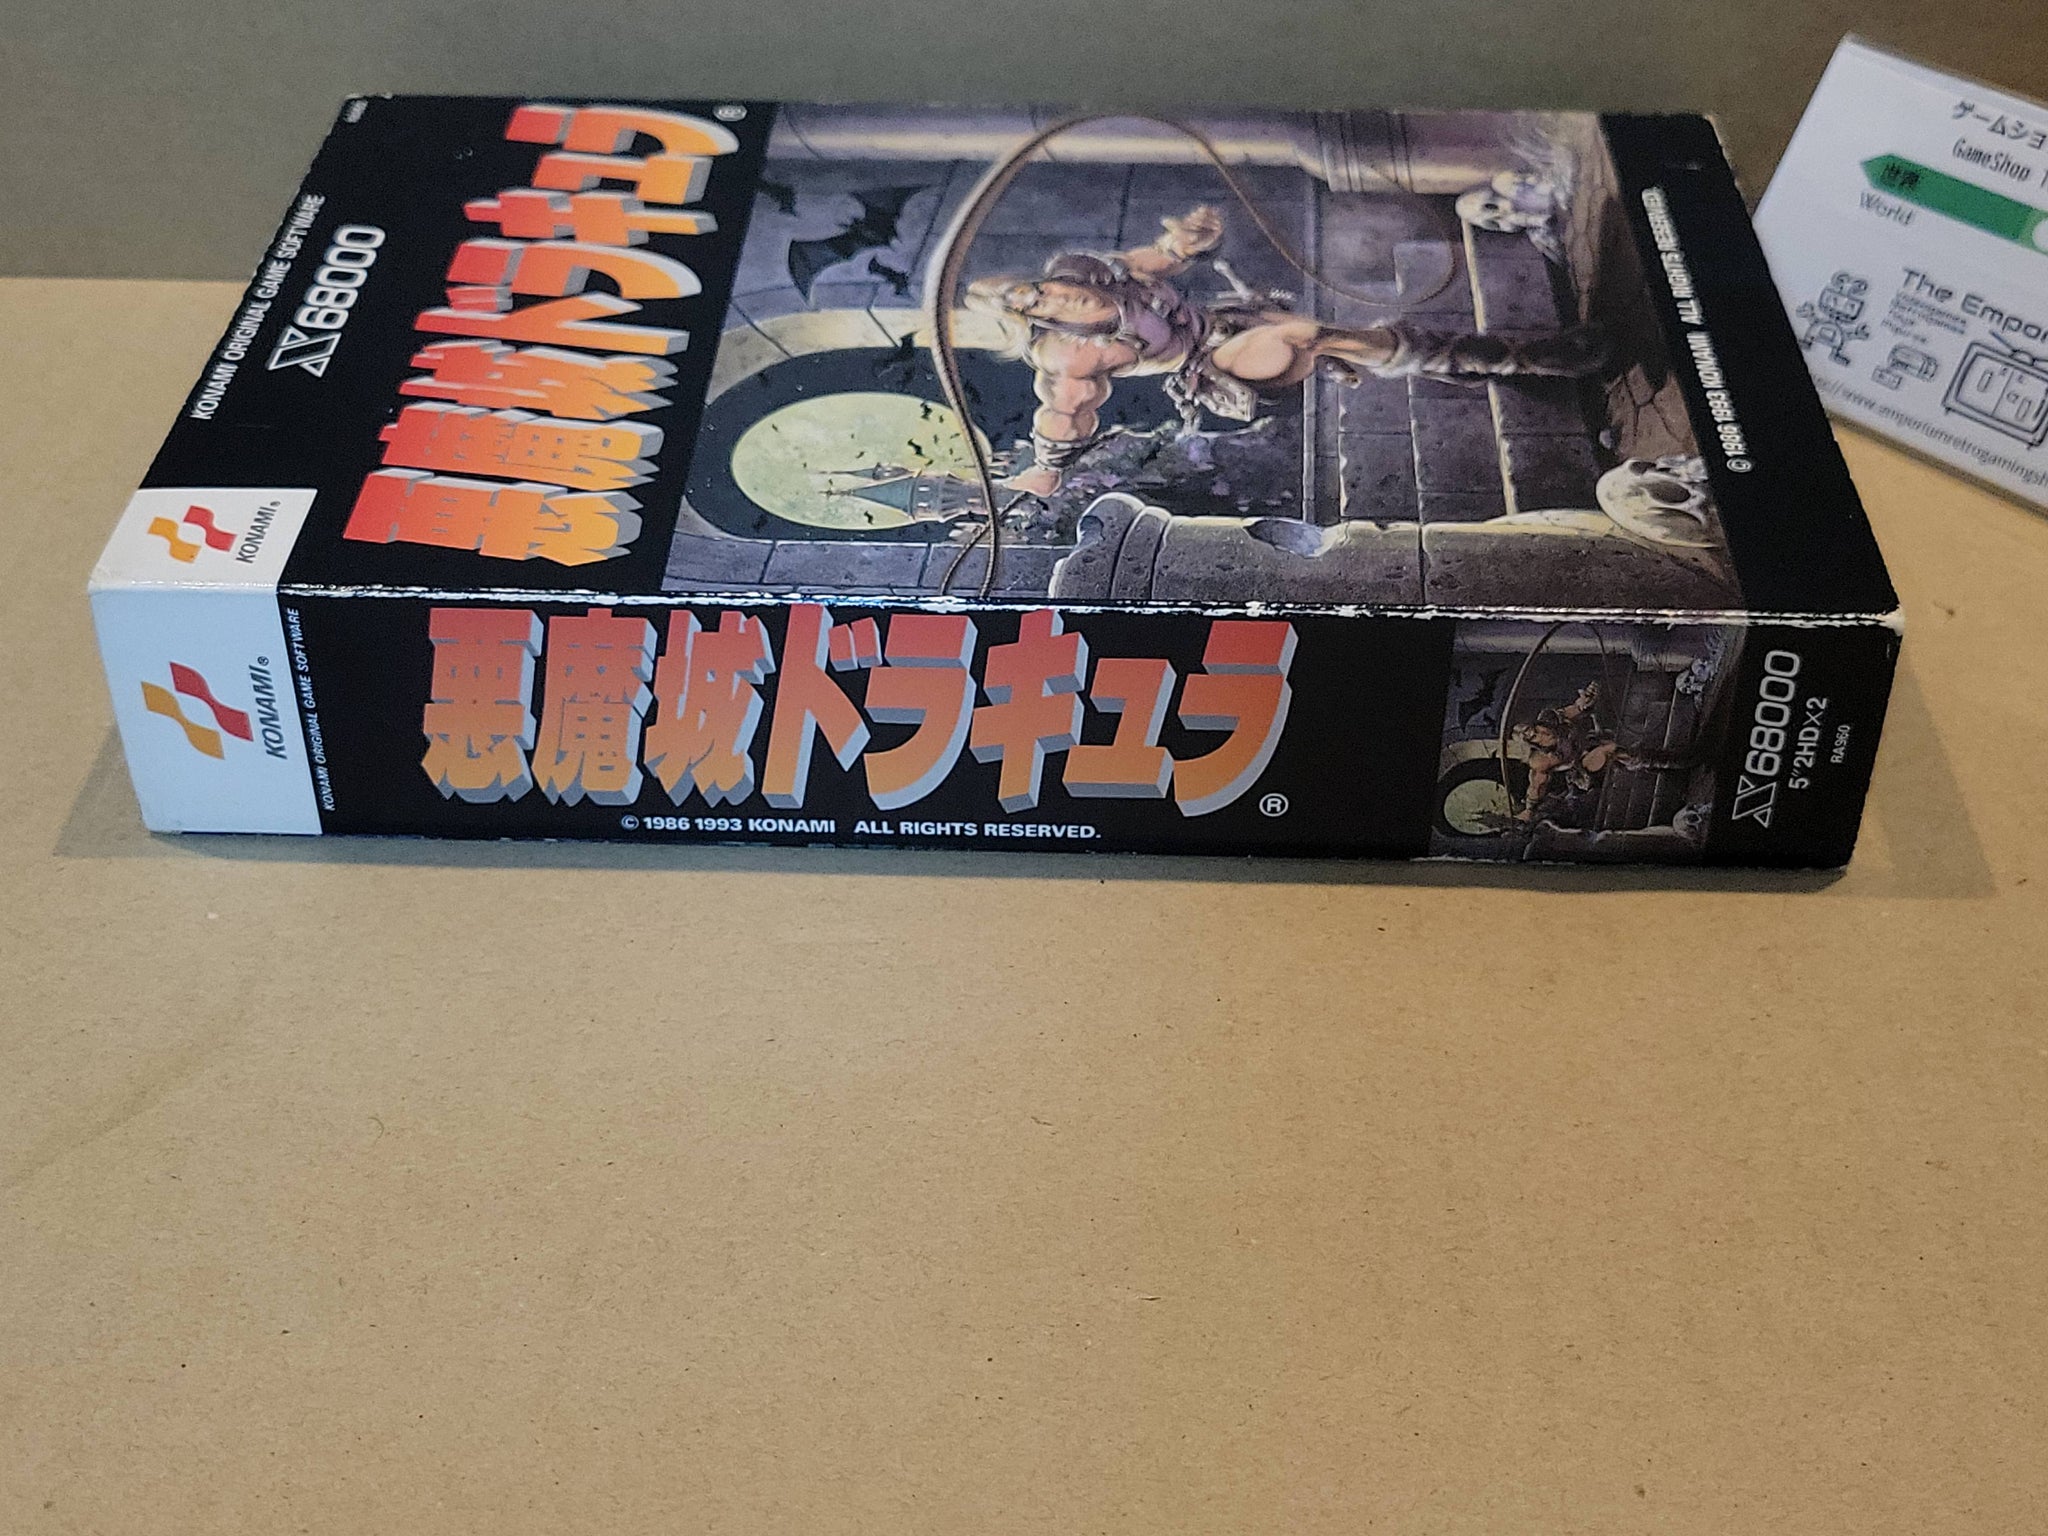 KONAMI ORIGINAL GAME SOFTWARE
X68000
悪魔城ドラキュラ®
© 1986 1993 KONAMI ALL RIGHTS RESERVED.
KONAMI®
KONAMI®
KONAMI ORIGINAL GAME SOFTWARE
悪魔城ドラキュラ®
© 1986 1993 KONAMI ALL RIGHTS RESERVED.
X68000
5"2HD×2
RA960
ゲームショ
GameShop
World
The Empor